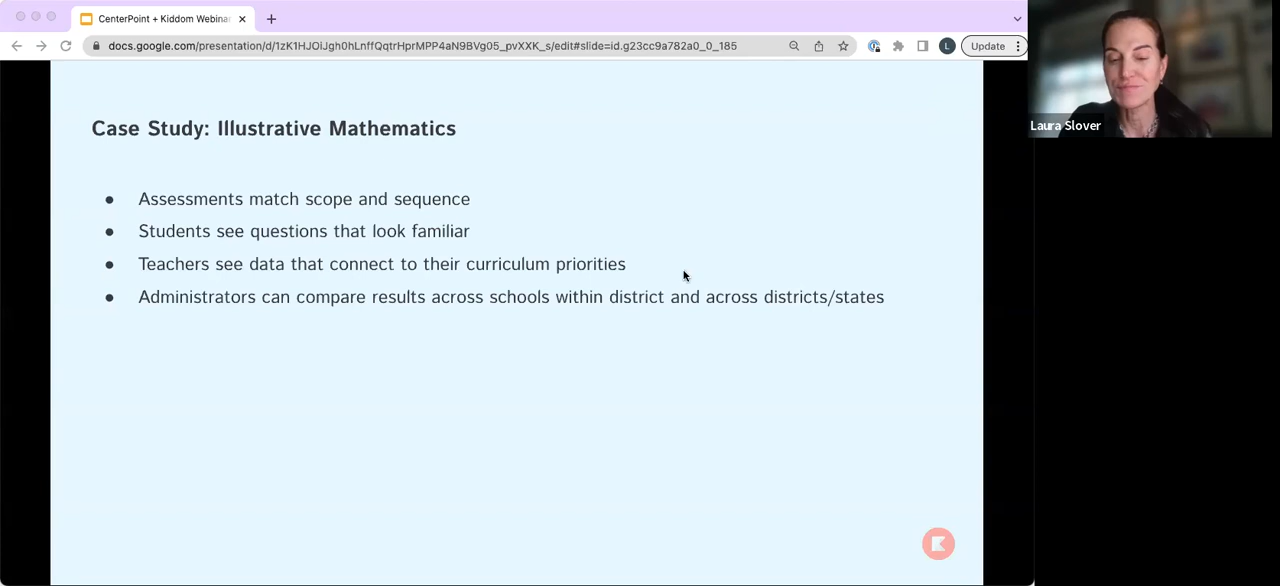 CenterPoint + Kiddom Webina
docs.google.com/presentation/d/1zK1HJOiJgh0hLnffQqtrHprMPP4aN9BVg05_pvXXK_s/edit#slide=id.g23cc9a782a0_0_185
L
Update
Laura Slover
Case Study: Illustrative Mathematics
● Assessments match scope and sequence
● Students see questions that look familiar
● Teachers see data that connect to their curriculum priorities
● Administrators can compare results across schools within district and across districts/states